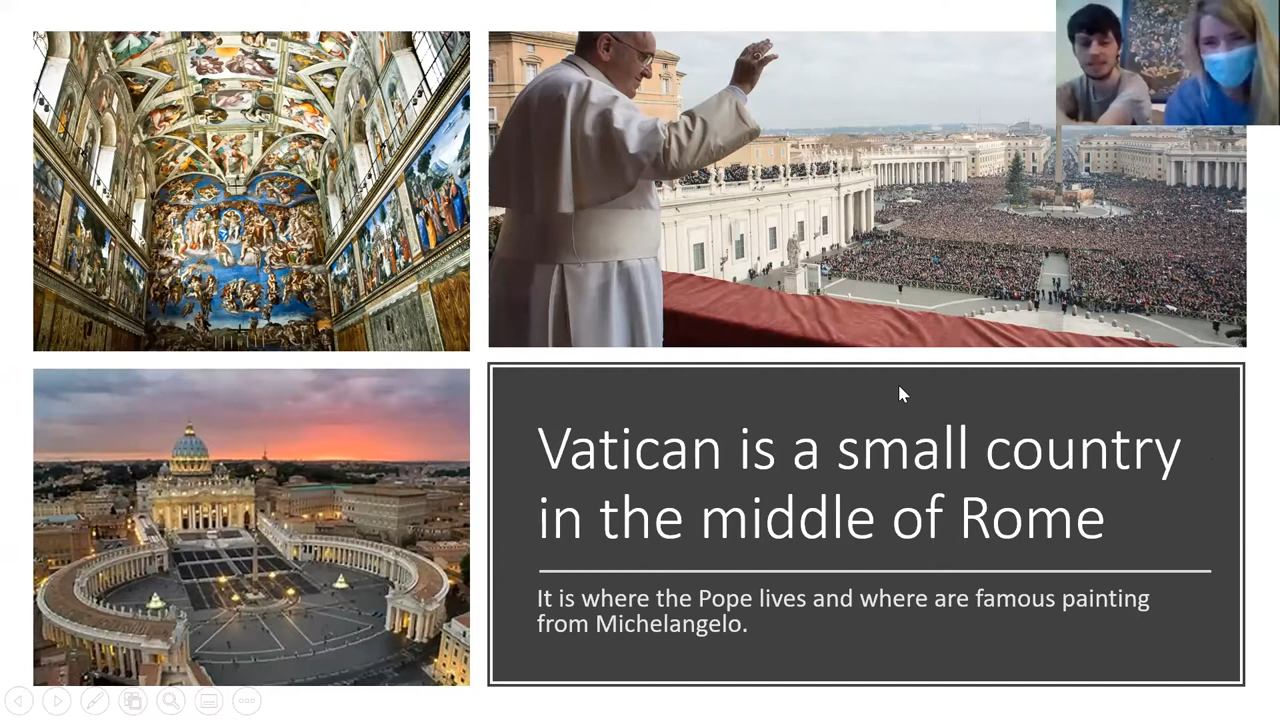 Vatican is a small country
in the middle of Rome
It is where the Pope lives and where are famous painting
from Michelangelo.